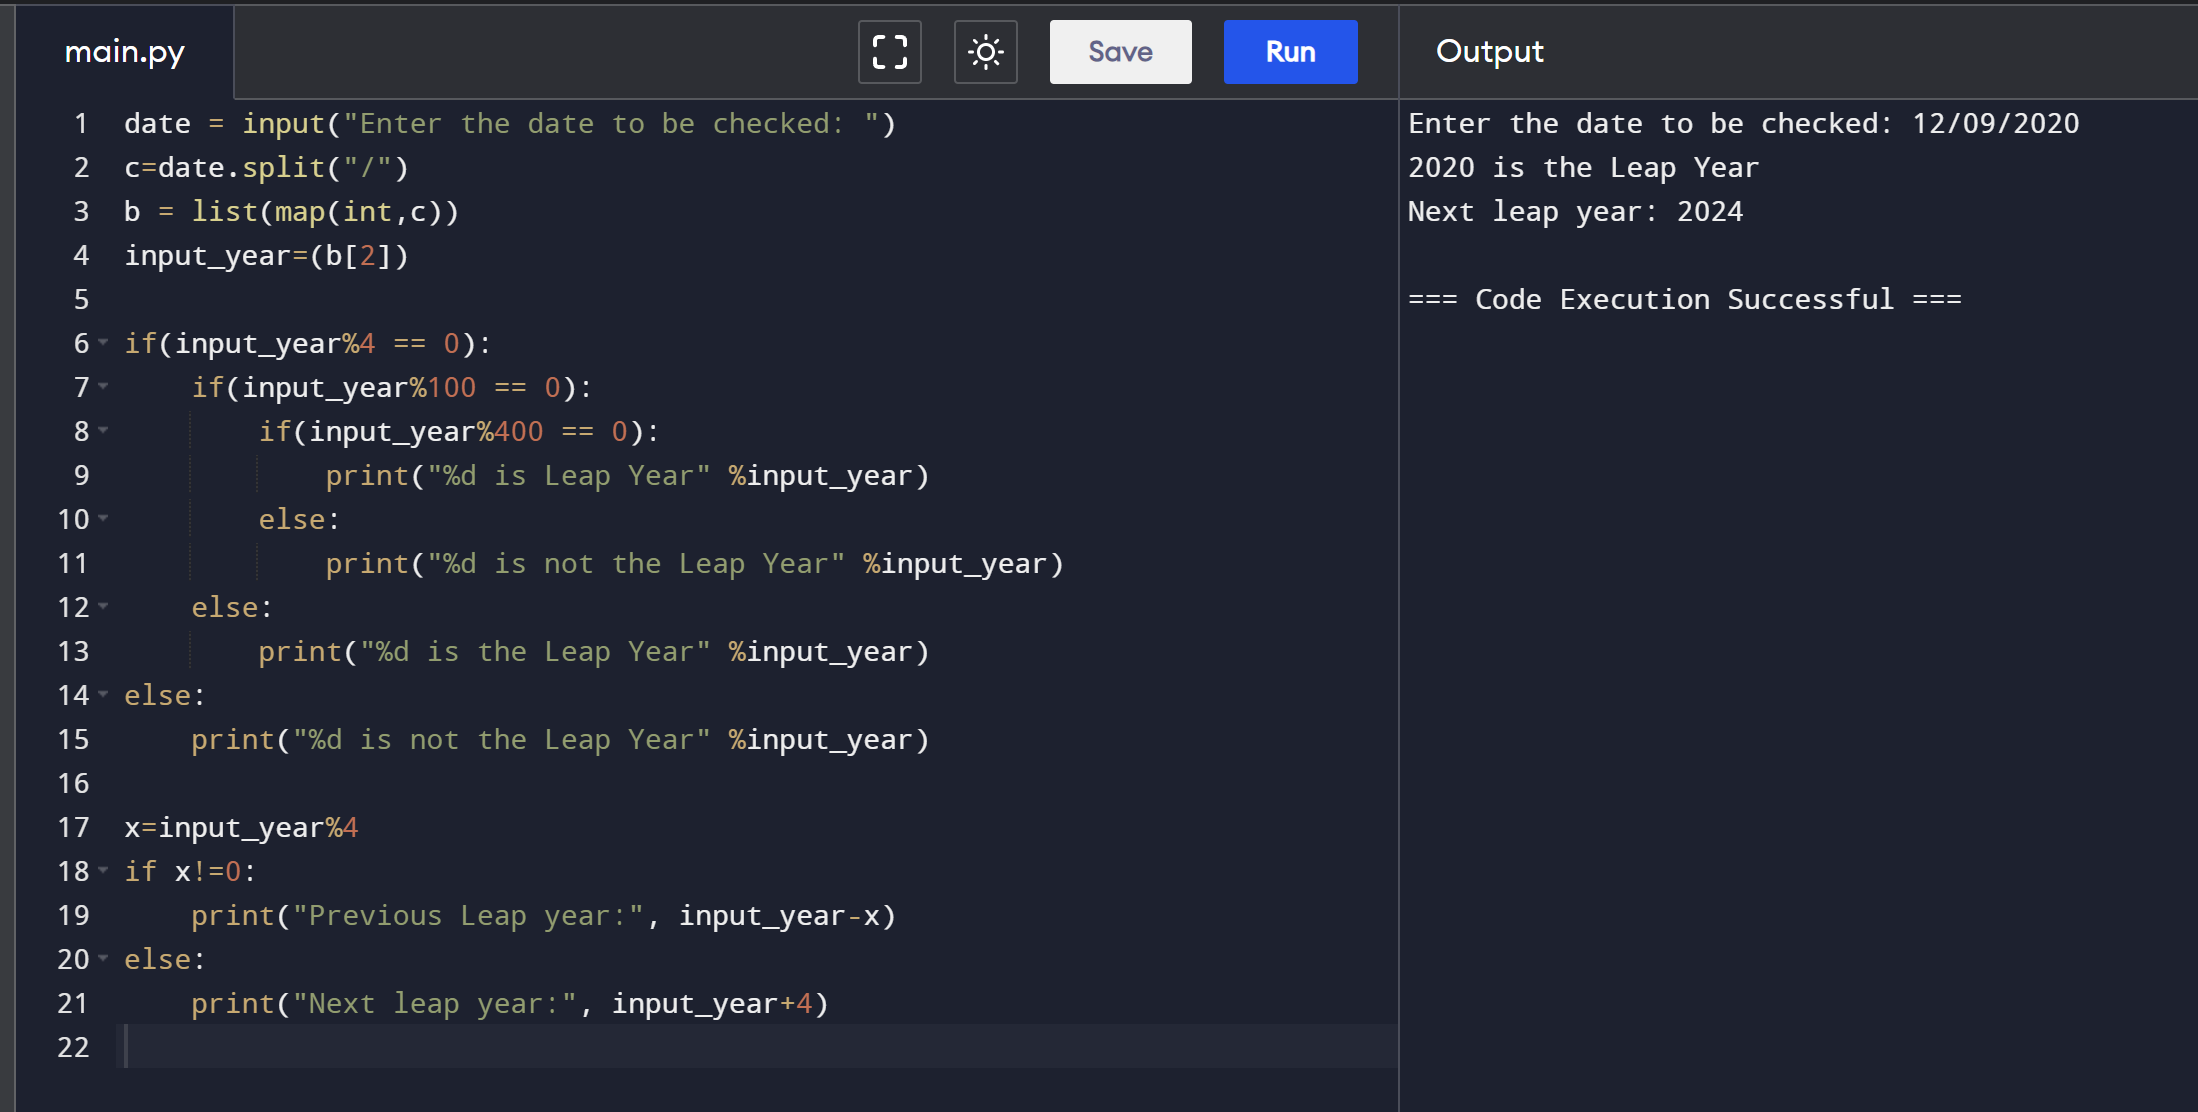 main.py
Save
Run
Output
1 date = input("Enter the date to be checked: ")
2 c=date.split("/")
3 b = list(map(int,c))
4 input_year=(b[2])
5
6 if(input_year%4 == 0):
7     if(input_year%100 == 0):
8         if(input_year%400 == 0):
9             print("%d is Leap Year" %input_year)
10         else:
11             print("%d is not the Leap Year" %input_year)
12     else:
13         print("%d is the Leap Year" %input_year)
14 else:
15     print("%d is not the Leap Year" %input_year)
16
17 x=input_year%4
18 if x!=0:
19     print("Previous Leap year:", input_year-x)
20 else:
21     print("Next leap year:", input_year+4)
22
Enter the date to be checked: 12/09/2020
2020 is the Leap Year
Next leap year: 2024
=== Code Execution Successful ===